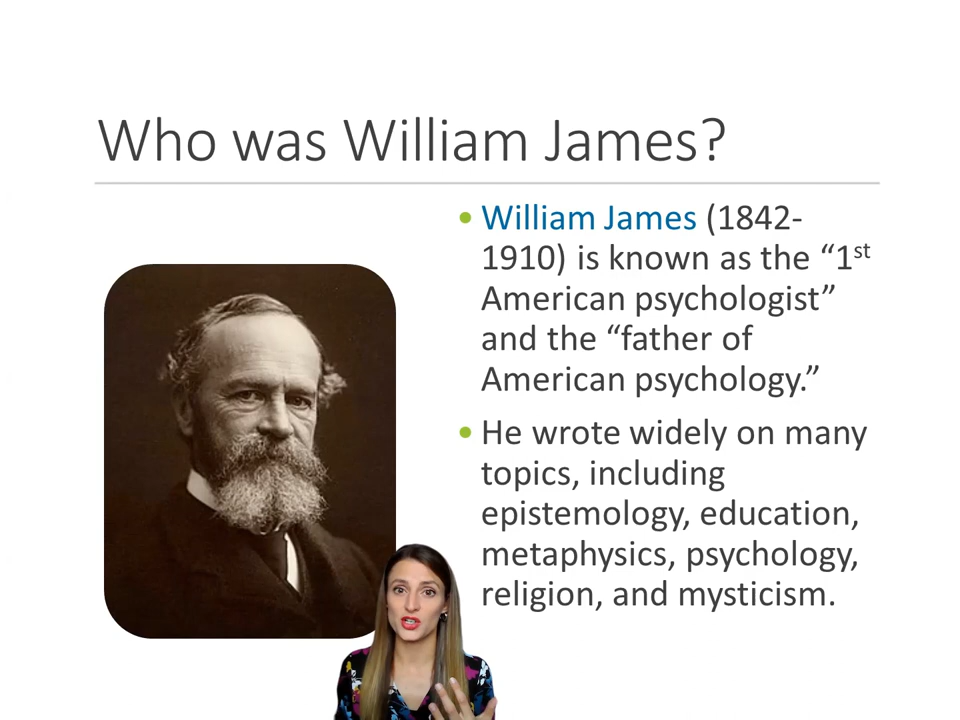 Who was William James?
• William James (1842-
1910) is known as the “1st
American psychologist”
and the “father of
American psychology.”
• He wrote widely on many
topics, including
epistemology, education,
metaphysics, psychology,
religion, and mysticism.